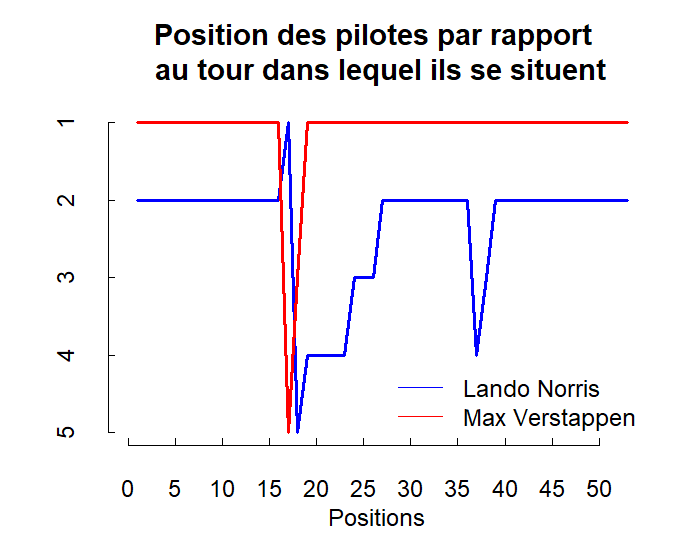 Position des pilotes par rapport
au tour dans lequel ils se situent
1
2
3
4
5
Lando Norris
Max Verstappen
0 5 10 15 20 25 30 35 40 45 50
Positions